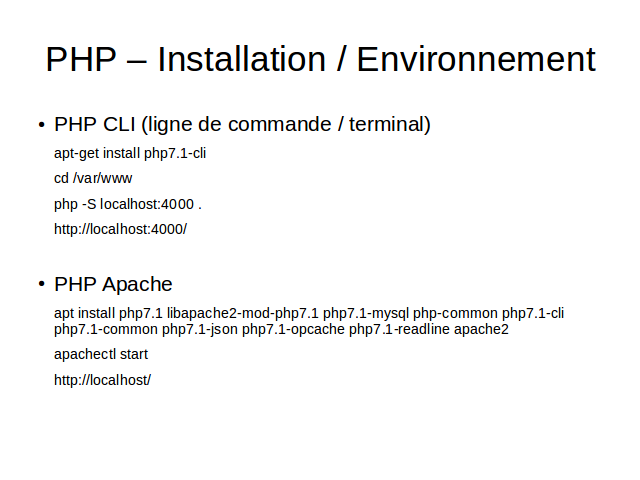 PHP – Installation / Environnement
• PHP CLI (ligne de commande / terminal)
apt-get install php7.1-cli
cd /var/www
php -S localhost:4000 .
http://localhost:4000/
• PHP Apache
apt install php7.1 libapache2-mod-php7.1 php7.1-mysql php-common php7.1-cli
php7.1-common php7.1-json php7.1-opcache php7.1-readline apache2
apachectl start
http://localhost/